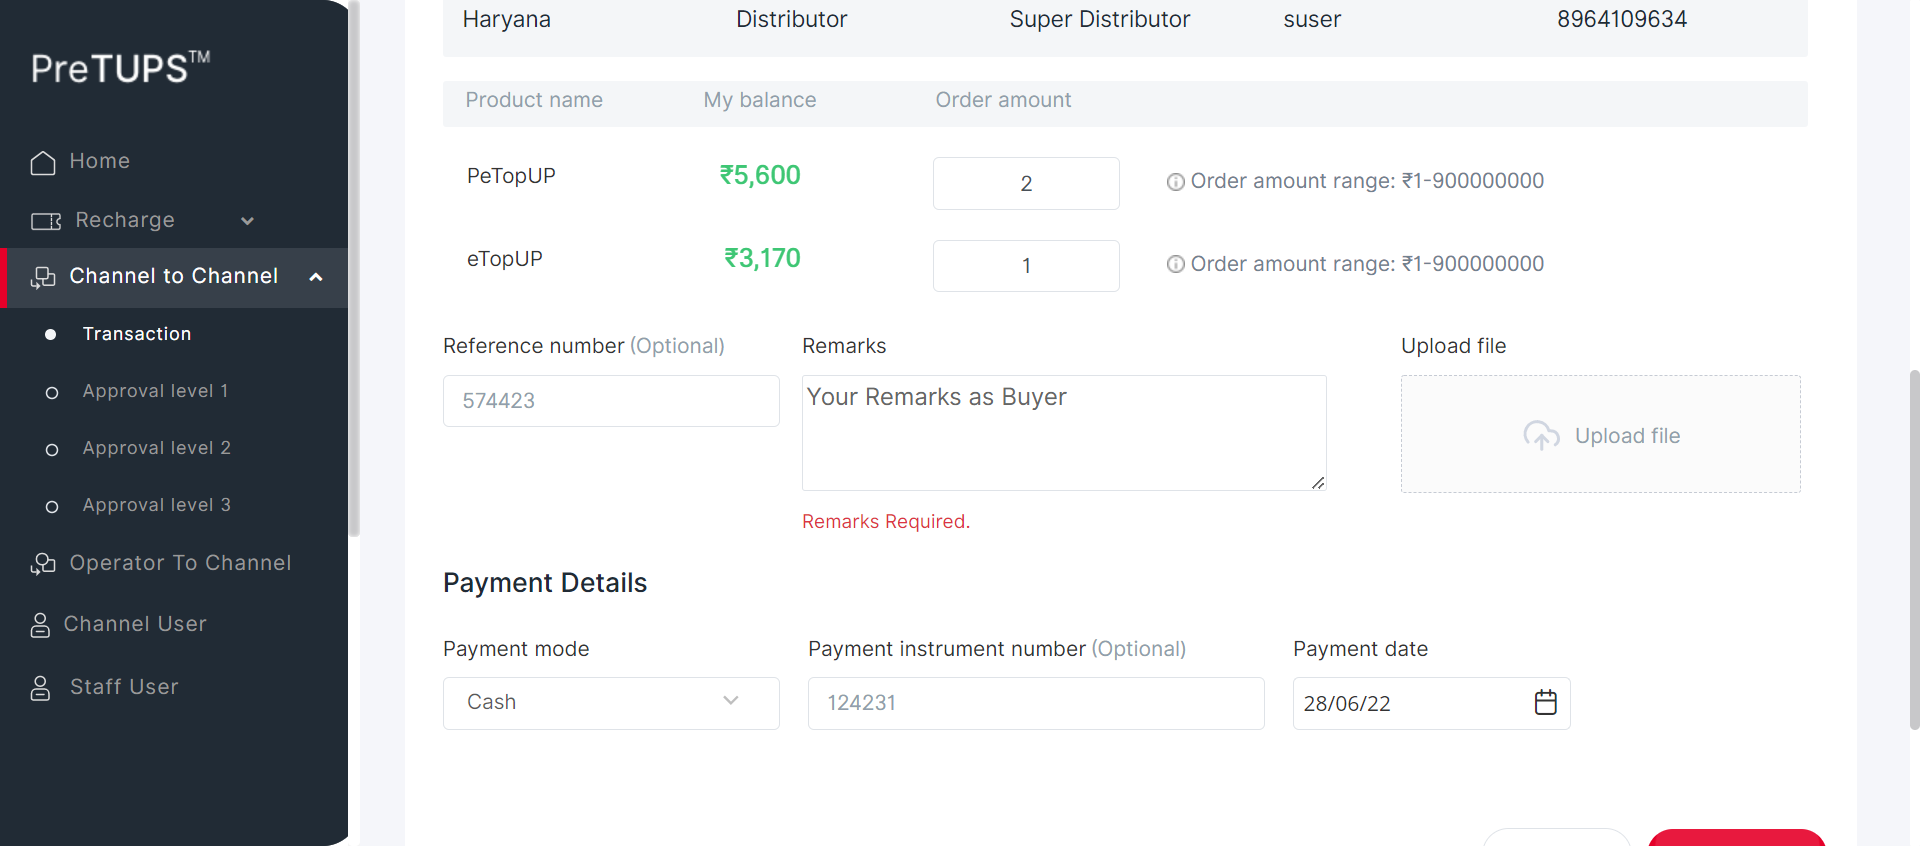 PreTUPS™
Home
Recharge
Channel to Channel
Transaction
Approval level 1
Approval level 2
Approval level 3
Operator To Channel
Channel User
Staff User
Haryana Distributor Super Distributor suser 8964109634
Product name My balance Order amount
PeTopUP ₹5,600 2 Order amount range: ₹1-900000000
eTopUP ₹3,170 1 Order amount range: ₹1-900000000
Reference number (Optional) Remarks Upload file
574423 Your Remarks as Buyer Upload file
Remarks Required.
Payment Details
Payment mode Payment instrument number (Optional) Payment date
Cash 124231 28/06/22